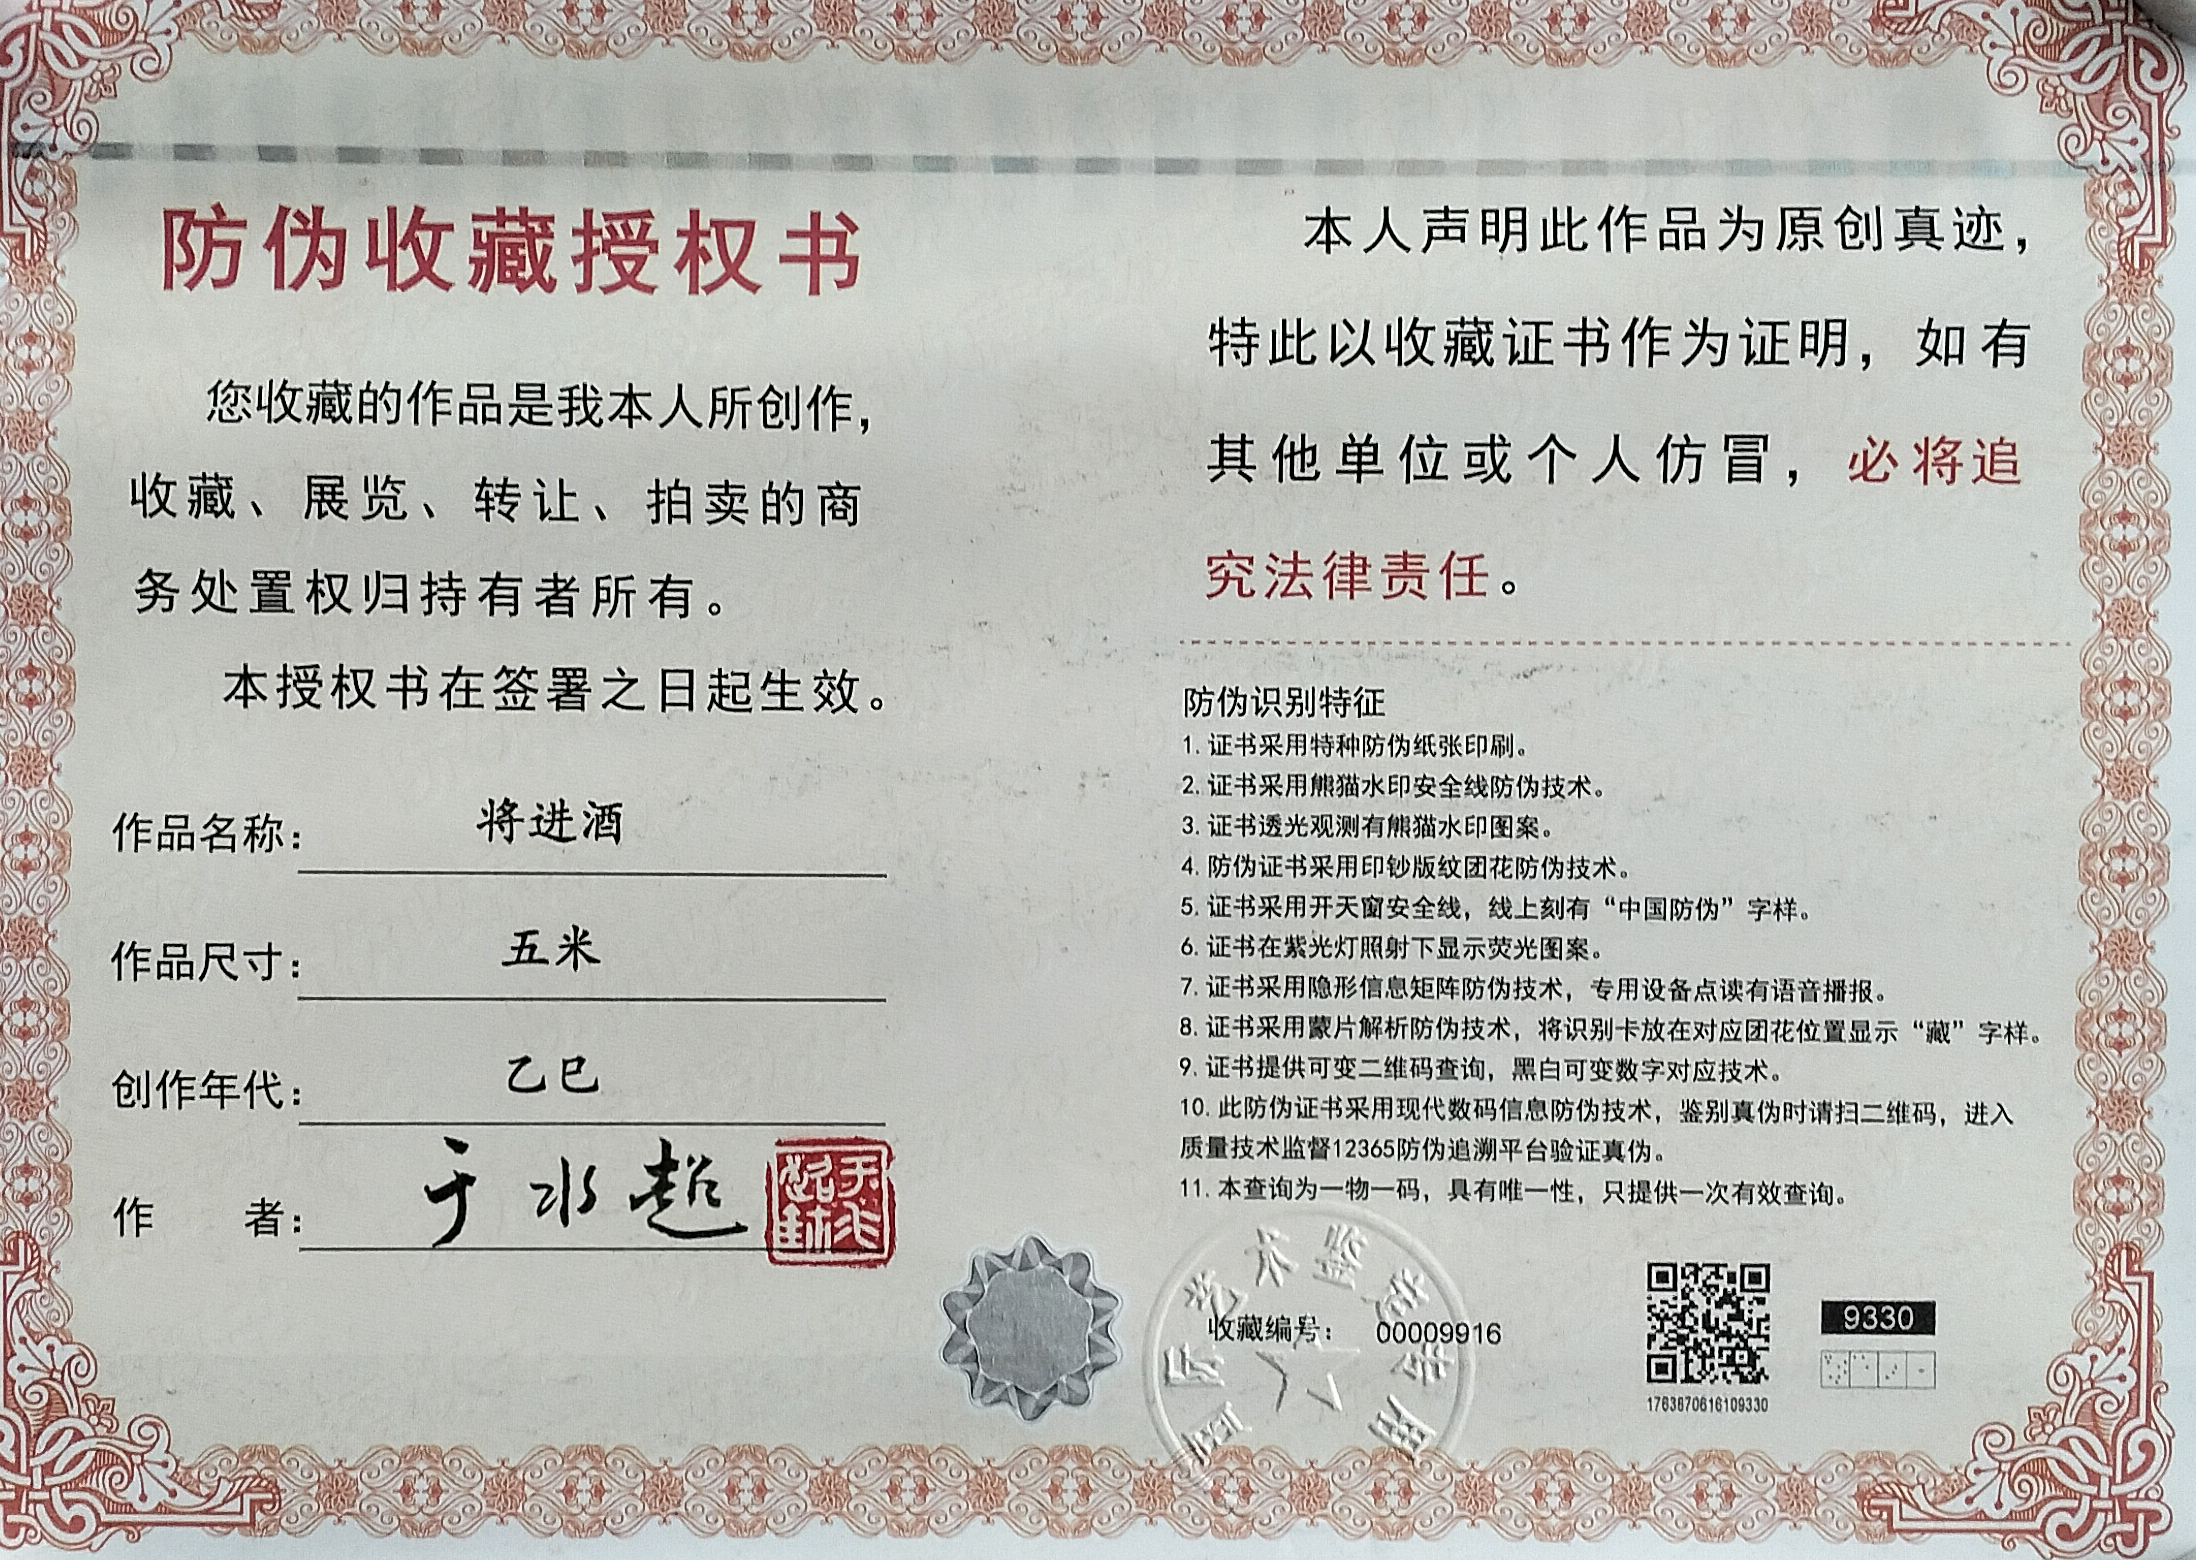 防伪收藏授权书
您收藏的作品是我本人所创作，
收藏、展览、转让、拍卖的商
务处置权归持有者所有。
本授权书在签署之日起生效。
作品名称： 将进酒
作品尺寸： 五米
创作年代： 乙巳
作 者： 于水超
本人声明此作品为原创真迹，
特此以收藏证书作为证明，如有
其他单位或个人仿冒，必将追
究法律责任。
防伪识别特征
1. 证书采用特种防伪纸张印刷。
2. 证书采用熊猫水印安全线防伪技术。
3. 证书透光观测有熊猫水印图案。
4. 防伪证书采用印钞版纹团花防伪技术。
5. 证书采用开天窗安全线，线上刻有“中国防伪”字样。
6. 证书在紫光灯照射下显示荧光图案。
7. 证书采用隐形信息矩阵防伪技术，专用设备点读有语音播报。
8. 证书采用蒙片解析防伪技术，将识别卡放在对应团花位置显示“藏”字样。
9. 证书提供可变二维码查询，黑白可变数字对应技术。
10. 此防伪证书采用现代数码信息防伪技术，鉴别真伪时请扫二维码，进入
质量技术监督12365防伪追溯平台验证真伪。
11. 本查询为一物一码，具有唯一性，只提供一次有效查询。
收藏编号： 00009916
9330
1763870616109330